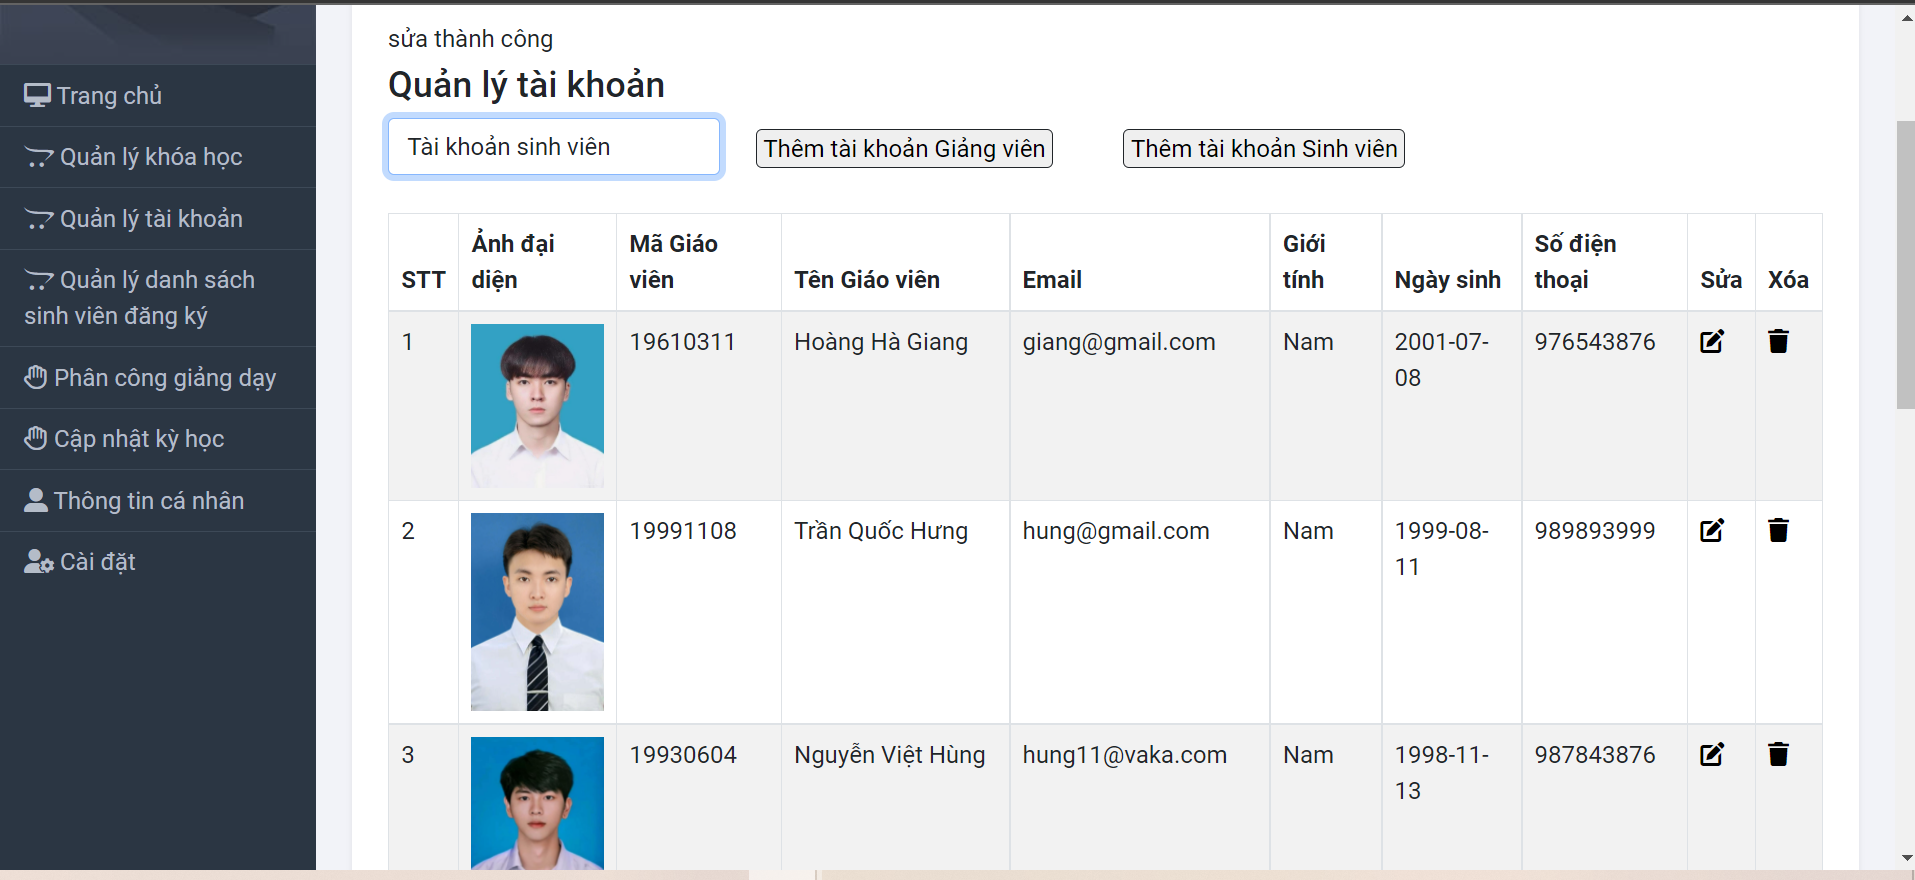 Trang chủ
Quản lý khóa học
Quản lý tài khoản
Quản lý danh sách
sinh viên đăng ký
Phân công giảng dạy
Cập nhật kỳ học
Thông tin cá nhân
Cài đặt
sửa thành công
Quản lý tài khoản
Tài khoản sinh viên
Thêm tài khoản Giảng viên
Thêm tài khoản Sinh viên
STT
Ảnh đại
diện
Mã Giáo
viên
Tên Giáo viên
Email
Giới
tính
Ngày sinh
Số điện
thoại
Sửa
Xóa
1
19610311
Hoàng Hà Giang
giang@gmail.com
Nam
2001-07-
08
976543876
2
19991108
Trần Quốc Hưng
hung@gmail.com
Nam
1999-08-
11
989893999
3
19930604
Nguyễn Việt Hùng
hung11@vaka.com
Nam
1998-11-
13
987843876